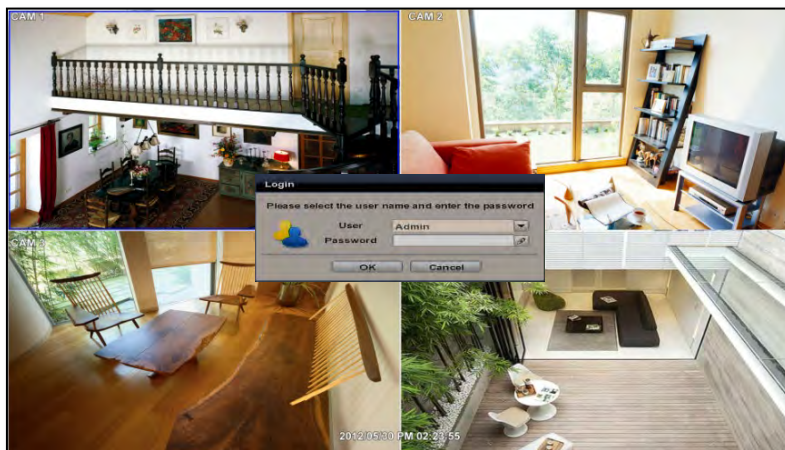 CAM 1
CAM 2
Login
Please select the user name and enter the password
User Admin
Password
OK Cancel
CAM 3
2012/05/30 PM 02:23:55